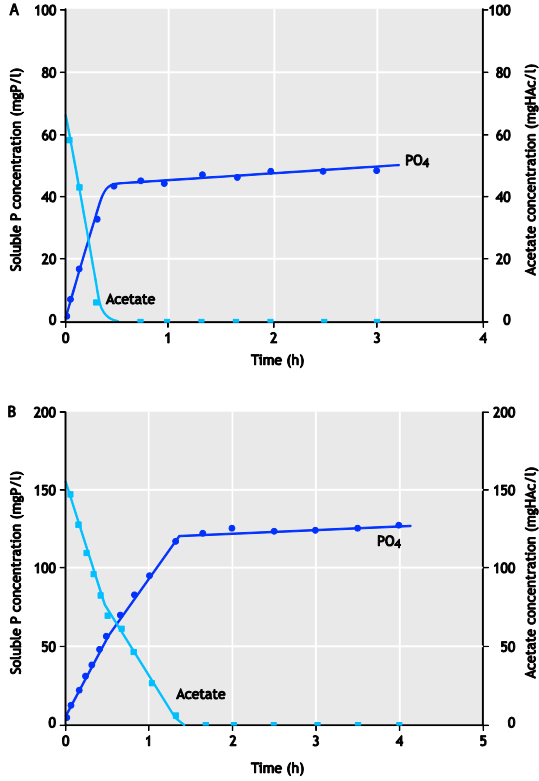 A
Soluble P concentration (mgP/l)
100
80
60
40
20
0
100
80
60
40
20
0
Acetate concentration (mgHAc/l)
PO4
Acetate
0
1
2
3
4
Time (h)
B
Soluble P concentration (mgP/l)
200
150
100
50
0
200
150
100
50
0
Acetate concentration (mgHAc/l)
PO4
Acetate
0
1
2
3
4
5
Time (h)